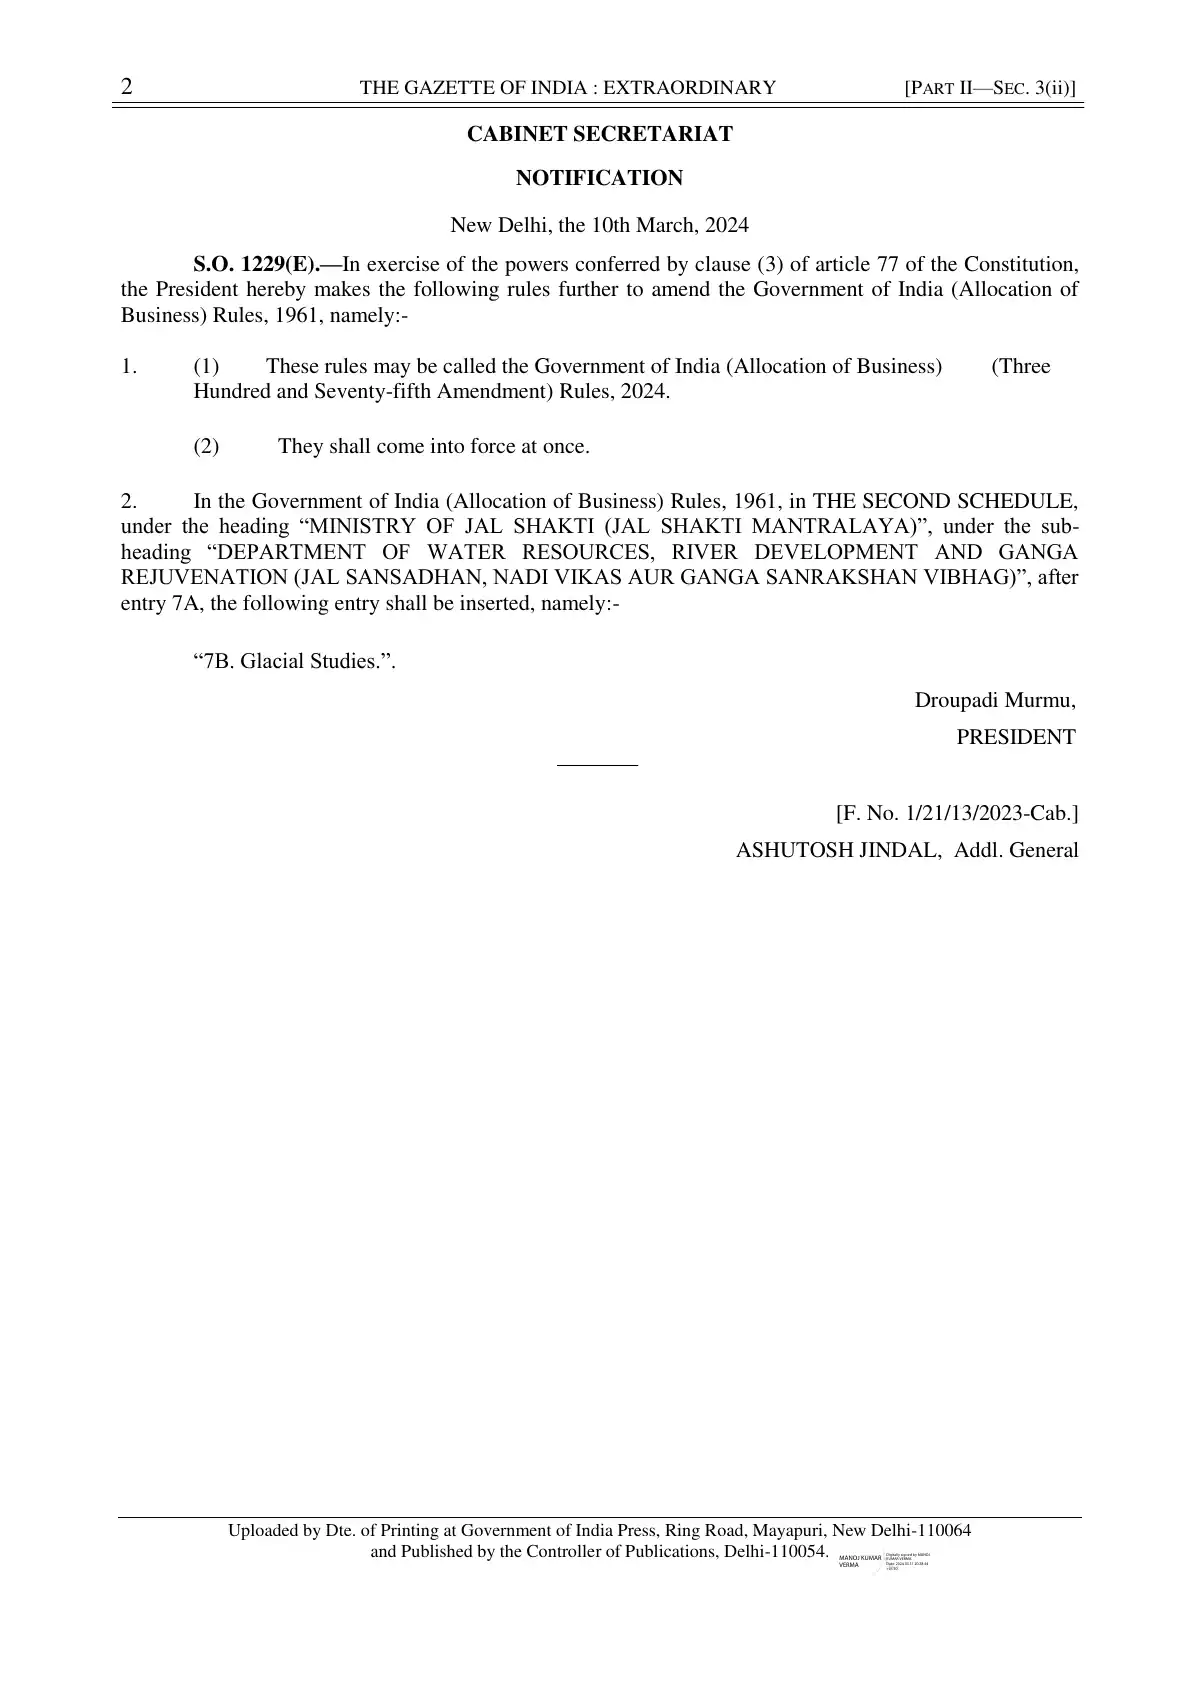 2 THE GAZETTE OF INDIA : EXTRAORDINARY [PART II—SEC. 3(ii)]
CABINET SECRETARIAT
NOTIFICATION
New Delhi, the 10th March, 2024
S.O. 1229(E).—In exercise of the powers conferred by clause (3) of article 77 of the Constitution,
the President hereby makes the following rules further to amend the Government of India (Allocation of
Business) Rules, 1961, namely:-
1. (1) These rules may be called the Government of India (Allocation of Business) (Three
Hundred and Seventy-fifth Amendment) Rules, 2024.
(2) They shall come into force at once.
2. In the Government of India (Allocation of Business) Rules, 1961, in THE SECOND SCHEDULE,
under the heading “MINISTRY OF JAL SHAKTI (JAL SHAKTI MANTRALAYA)”, under the sub-
heading “DEPARTMENT OF WATER RESOURCES, RIVER DEVELOPMENT AND GANGA
REJUVENATION (JAL SANSADHAN, NADI VIKAS AUR GANGA SANRAKSHAN VIBHAG)”, after
entry 7A, the following entry shall be inserted, namely:-
“7B. Glacial Studies.”.
Droupadi Murmu,
PRESIDENT
[F. No. 1/21/13/2023-Cab.]
ASHUTOSH JINDAL, Addl. General
Uploaded by Dte. of Printing at Government of India Press, Ring Road, Mayapuri, New Delhi-110064
and Published by the Controller of Publications, Delhi-110054.
MANOJ KUMAR
VERMA
Digitally signed by MANOJ
KUMAR VERMA